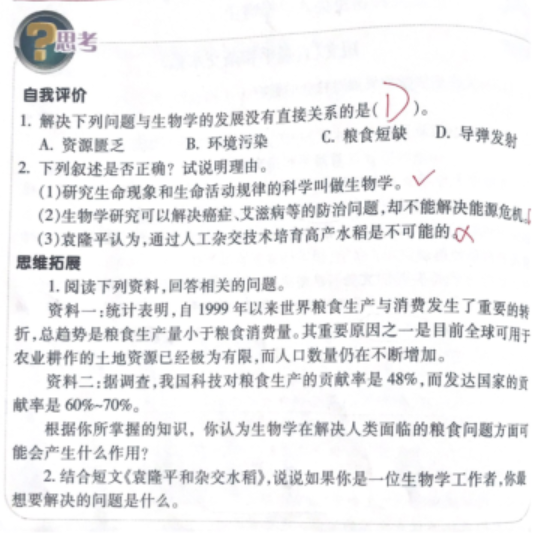 ?思考
自我评价
1. 解决下列问题与生物学的发展没有直接关系的是( D )。
A. 资源匮乏 B. 环境污染 C. 粮食短缺 D. 导弹发射
2. 下列叙述是否正确? 试说明理由。
(1)研究生命现象和生命活动规律的科学叫做生物学。✓
(2)生物学研究可以解决癌症、艾滋病等的防治问题,却不能解决能源危机。
(3)袁隆平认为,通过人工杂交技术培育高产水稻是不可能的。×
思维拓展
1. 阅读下列资料,回答相关的问题。
资料一:统计表明,自 1999 年以来世界粮食生产与消费发生了重要的转
折,总趋势是粮食生产量小于粮食消费量。其重要原因之一是目前全球可用于
农业耕作的土地资源已经极为有限,而人口数量仍在不断增加。
资料二:据调查,我国科技对粮食生产的贡献率是 48%,而发达国家的贡
献率是 60%~70%。
根据你所掌握的知识, 你认为生物学在解决人类面临的粮食问题方面可
能会产生什么作用?
2. 结合短文《袁隆平和杂交水稻》,说说如果你是一位生物学工作者,你最
想要解决的问题是什么。